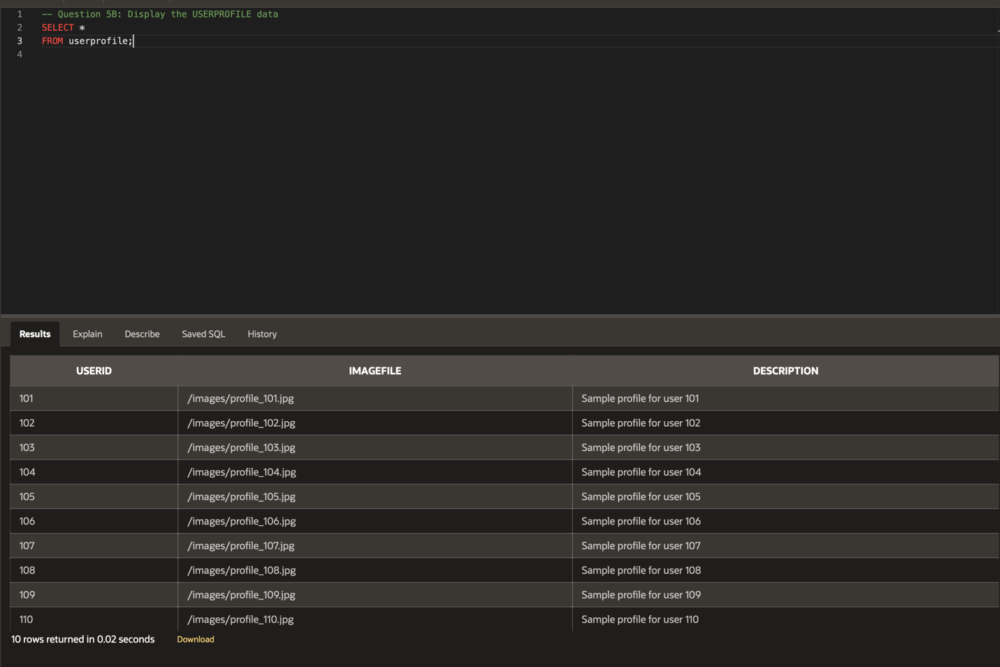 1 -- Question 5B: Display the USERPROFILE data
2 SELECT *
3 FROM userprofile;
4
Results Explain Describe Saved SQL History
USERID IMAGEFILE DESCRIPTION
101 /images/profile_101.jpg Sample profile for user 101
102 /images/profile_102.jpg Sample profile for user 102
103 /images/profile_103.jpg Sample profile for user 103
104 /images/profile_104.jpg Sample profile for user 104
105 /images/profile_105.jpg Sample profile for user 105
106 /images/profile_106.jpg Sample profile for user 106
107 /images/profile_107.jpg Sample profile for user 107
108 /images/profile_108.jpg Sample profile for user 108
109 /images/profile_109.jpg Sample profile for user 109
110 /images/profile_110.jpg Sample profile for user 110
10 rows returned in 0.02 seconds Download